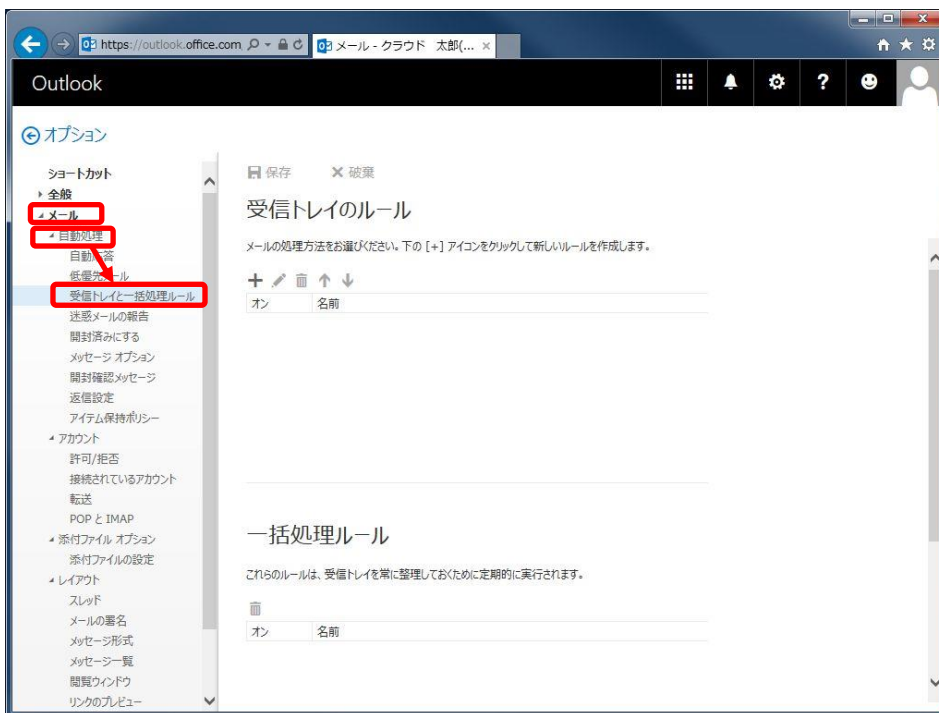 https://outlook.office.com
メール - クラウド 太郎(...
Outlook
?
オプション
ショートカット
全般
メール
自動処理
自動応答
低優先メール
受信トレイと一括処理ルール
迷惑メールの報告
開封済みにする
メッセージ オプション
開封確認メッセージ
返信設定
アイテム保持ポリシー
アカウント
許可/拒否
接続されているアカウント
転送
POP と IMAP
添付ファイル オプション
添付ファイルの設定
レイアウト
スレッド
メールの署名
メッセージ形式
メッセージ一覧
閲覧ウィンドウ
リンクのプレビュー
保存 破棄
受信トレイのルール
メールの処理方法をお選びください。下の [+] アイコンをクリックして新しいルールを作成します。
オン 名前
一括処理ルール
これらのルールは、受信トレイを常に整理しておくために定期的に実行されます。
オン 名前